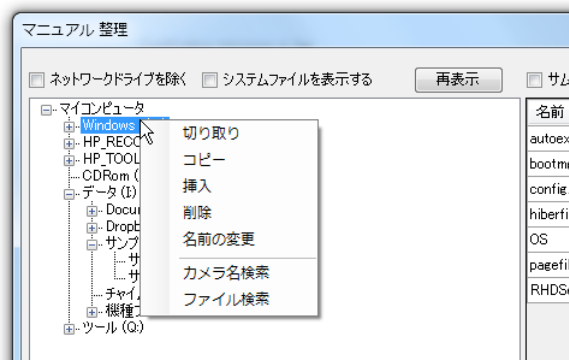 マニュアル 整理
ネットワークドライブを除く システムファイルを表示する 再表示 サム
マイコンピュータ
Windows
HP_RECO
HP_TOOL
CDRom (
データ (I:)
Docu
Dropb
サンプ
サ
サ
チャイ
機種フ
ツール (Q:)
切り取り
コピー
挿入
削除
名前の変更
カメラ名検索
ファイル検索
名前
autoex
bootm
config
hiberfi
OS
pagefil
RHDSe